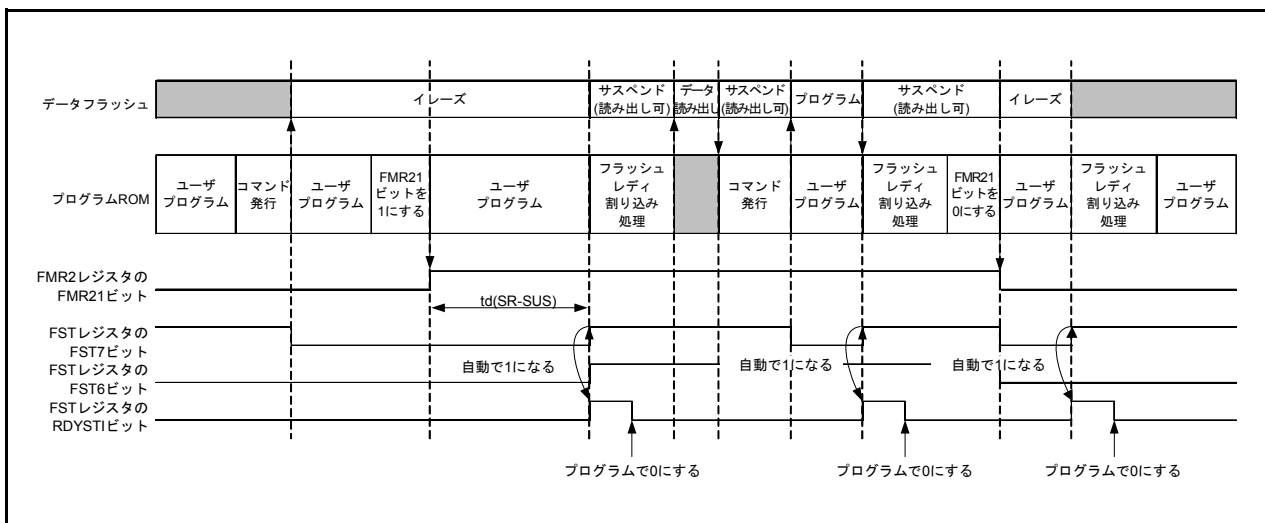 データフラッシュ
イレーズ
サスペンド
(読み出し可)
データ
読み出し
サスペンド
(読み出し可)
プログラム
サスペンド
(読み出し可)
イレーズ
プログラムROM
ユーザ
プログラム
コマンド
発行
ユーザ
プログラム
FMR21
ビットを
1にする
ユーザ
プログラム
フラッシュ
レディ
割り込み
処理
コマンド
発行
ユーザ
プログラム
フラッシュ
レディ
割り込み
処理
FMR21
ビットを
0にする
ユーザ
プログラム
フラッシュ
レディ
割り込み
処理
ユーザ
プログラム
FMR2レジスタの
FMR21ビット
td(SR-SUS)
FSTレジスタの
FST7ビット
自動で1になる
自動で1になる
自動で1になる
FSTレジスタの
FST6ビット
FSTレジスタの
RDYSTIビット
プログラムで0にする
プログラムで0にする
プログラムで0にする